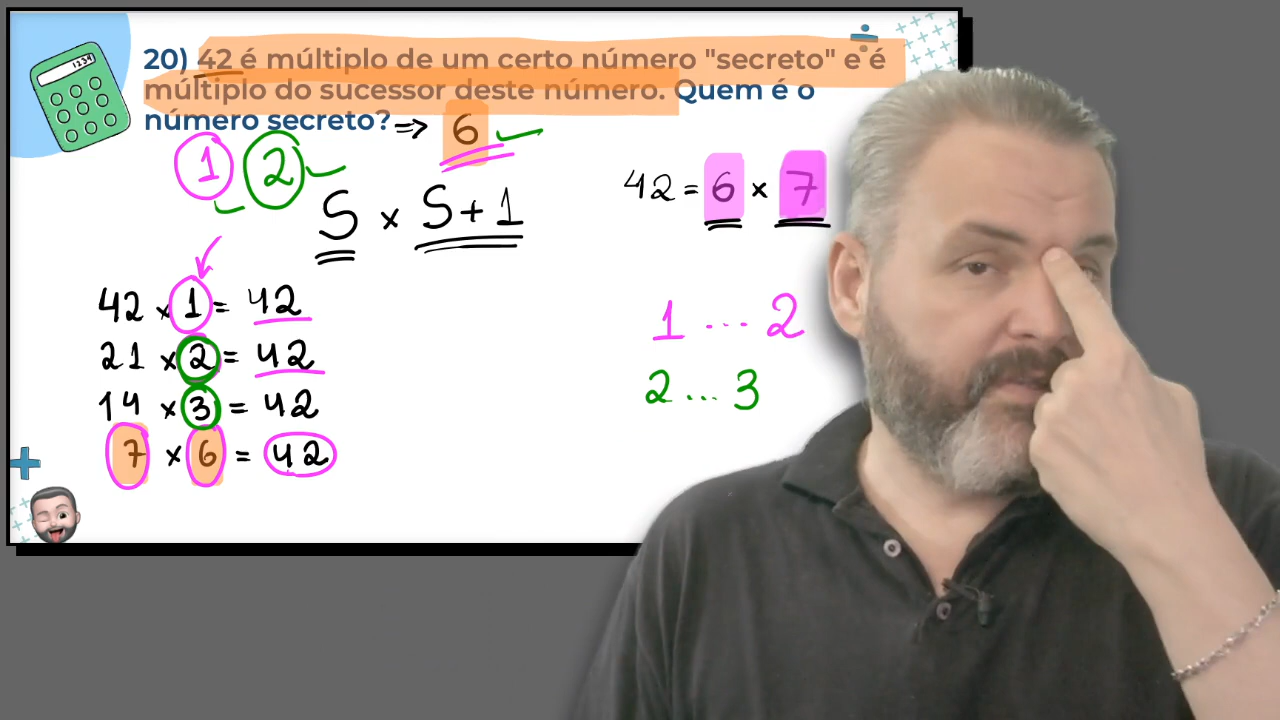 20) 42 é múltiplo de um certo número "secreto" e é
múltiplo do sucessor deste número. Quem é o
número secreto? => 6
1 2
S x S+1
42 = 6 x 7
42 x 1 = 42
21 x 2 = 42
14 x 3 = 42
7 x 6 = 42
1 ... 2
2 ... 3
1234